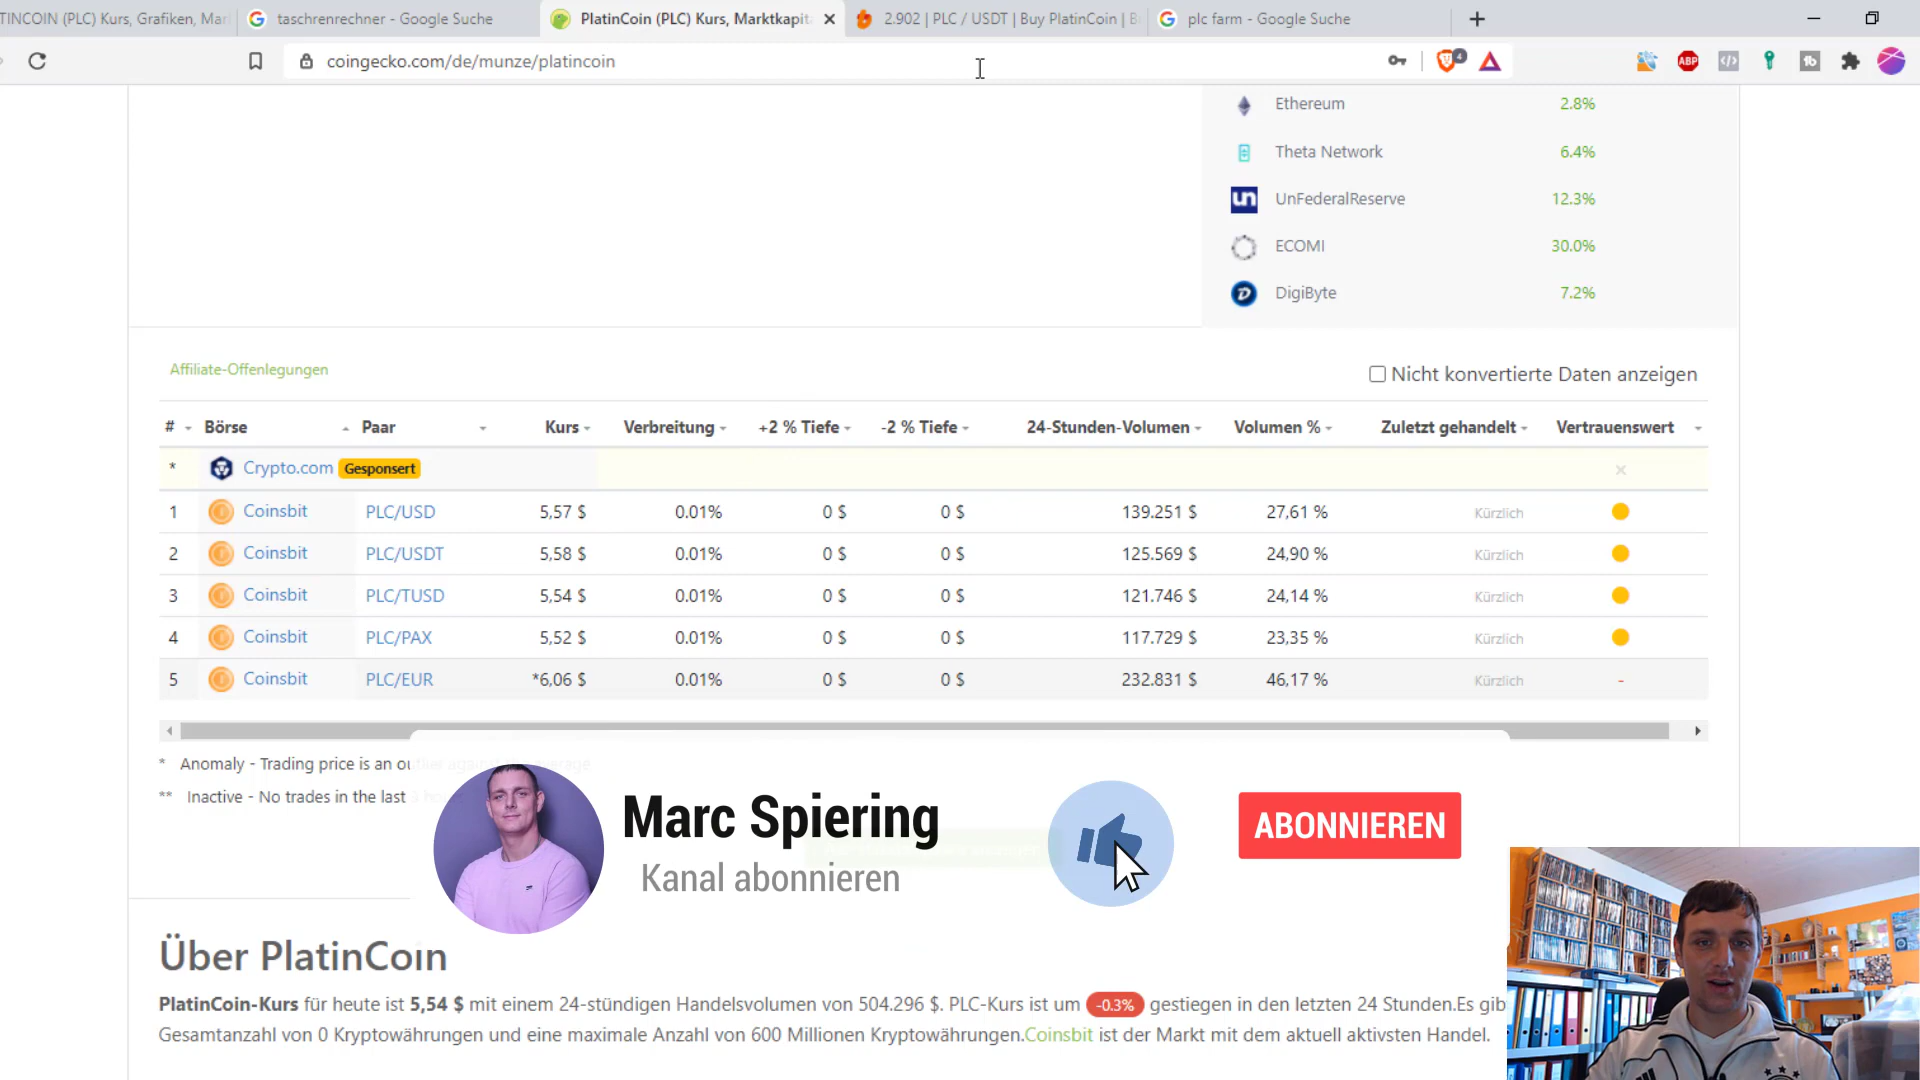 TINCOIN (PLC) Kurs, Grafiken, Mar
taschrenrechner - Google Suche
PlatinCoin (PLC) Kurs, Marktkapit
2.902 | PLC / USDT | Buy PlatinCoin | B
plc farm - Google Suche
coingecko.com/de/munze/platincoin
4
ABP
Ethereum 2.8%
Theta Network 6.4%
UnFederalReserve 12.3%
ECOMI 30.0%
DigiByte 7.2%
Affiliate-Offenlegungen
Nicht konvertierte Daten anzeigen
# Börse Paar Kurs Verbreitung +2 % Tiefe -2 % Tiefe 24-Stunden-Volumen Volumen % Zuletzt gehandelt Vertrauenswert
* Crypto.com Gesponsert
1 Coinsbit PLC/USD 5,57 $ 0.01% 0 $ 0 $ 139.251 $ 27,61 % Kürzlich
2 Coinsbit PLC/USDT 5,58 $ 0.01% 0 $ 0 $ 125.569 $ 24,90 % Kürzlich
3 Coinsbit PLC/TUSD 5,54 $ 0.01% 0 $ 0 $ 121.746 $ 24,14 % Kürzlich
4 Coinsbit PLC/PAX 5,52 $ 0.01% 0 $ 0 $ 117.729 $ 23,35 % Kürzlich
5 Coinsbit PLC/EUR *6,06 $ 0.01% 0 $ 0 $ 232.831 $ 46,17 % Kürzlich -
* Anomaly - Trading price is an outlier against average
** Inactive - No trades in the last
Marc Spiering
Kanal abonnieren
ABONNIEREN
Über PlatinCoin
PlatinCoin-Kurs für heute ist 5,54 $ mit einem 24-stündigen Handelsvolumen von 504.296 $. PLC-Kurs ist um -0.3% gestiegen in den letzten 24 Stunden.Es gib
Gesamtanzahl von 0 Kryptowährungen und eine maximale Anzahl von 600 Millionen Kryptowährungen.Coinsbit ist der Markt mit dem aktuell aktivsten Handel.